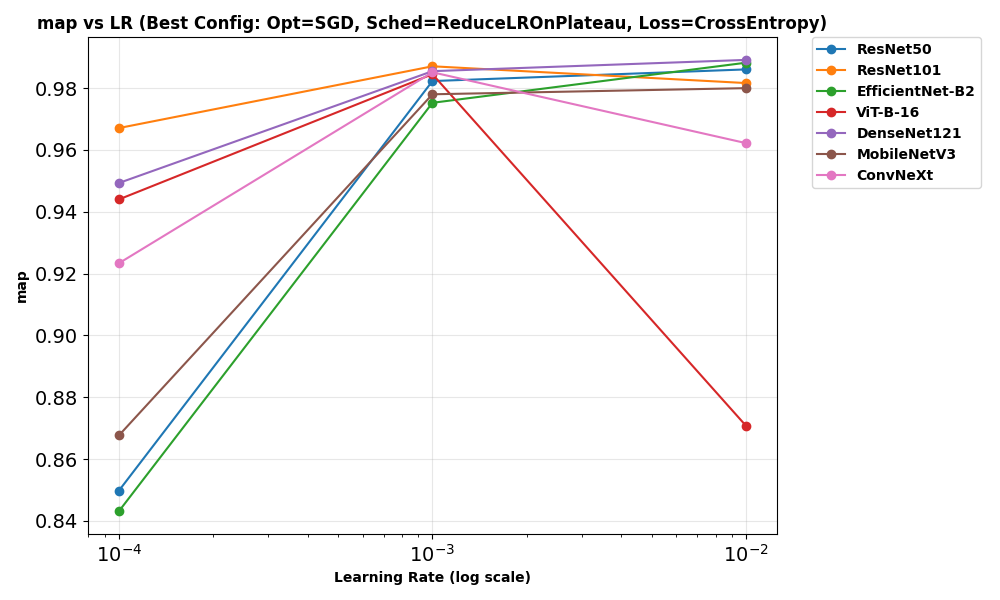 map vs LR (Best Config: Opt=SGD, Sched=ReduceLROnPlateau, Loss=CrossEntropy)
ResNet50
ResNet101
EfficientNet-B2
ViT-B-16
DenseNet121
MobileNetV3
ConvNeXt
map
0.98
0.96
0.94
0.92
0.90
0.88
0.86
0.84
10⁻⁴
10⁻³
10⁻²
Learning Rate (log scale)